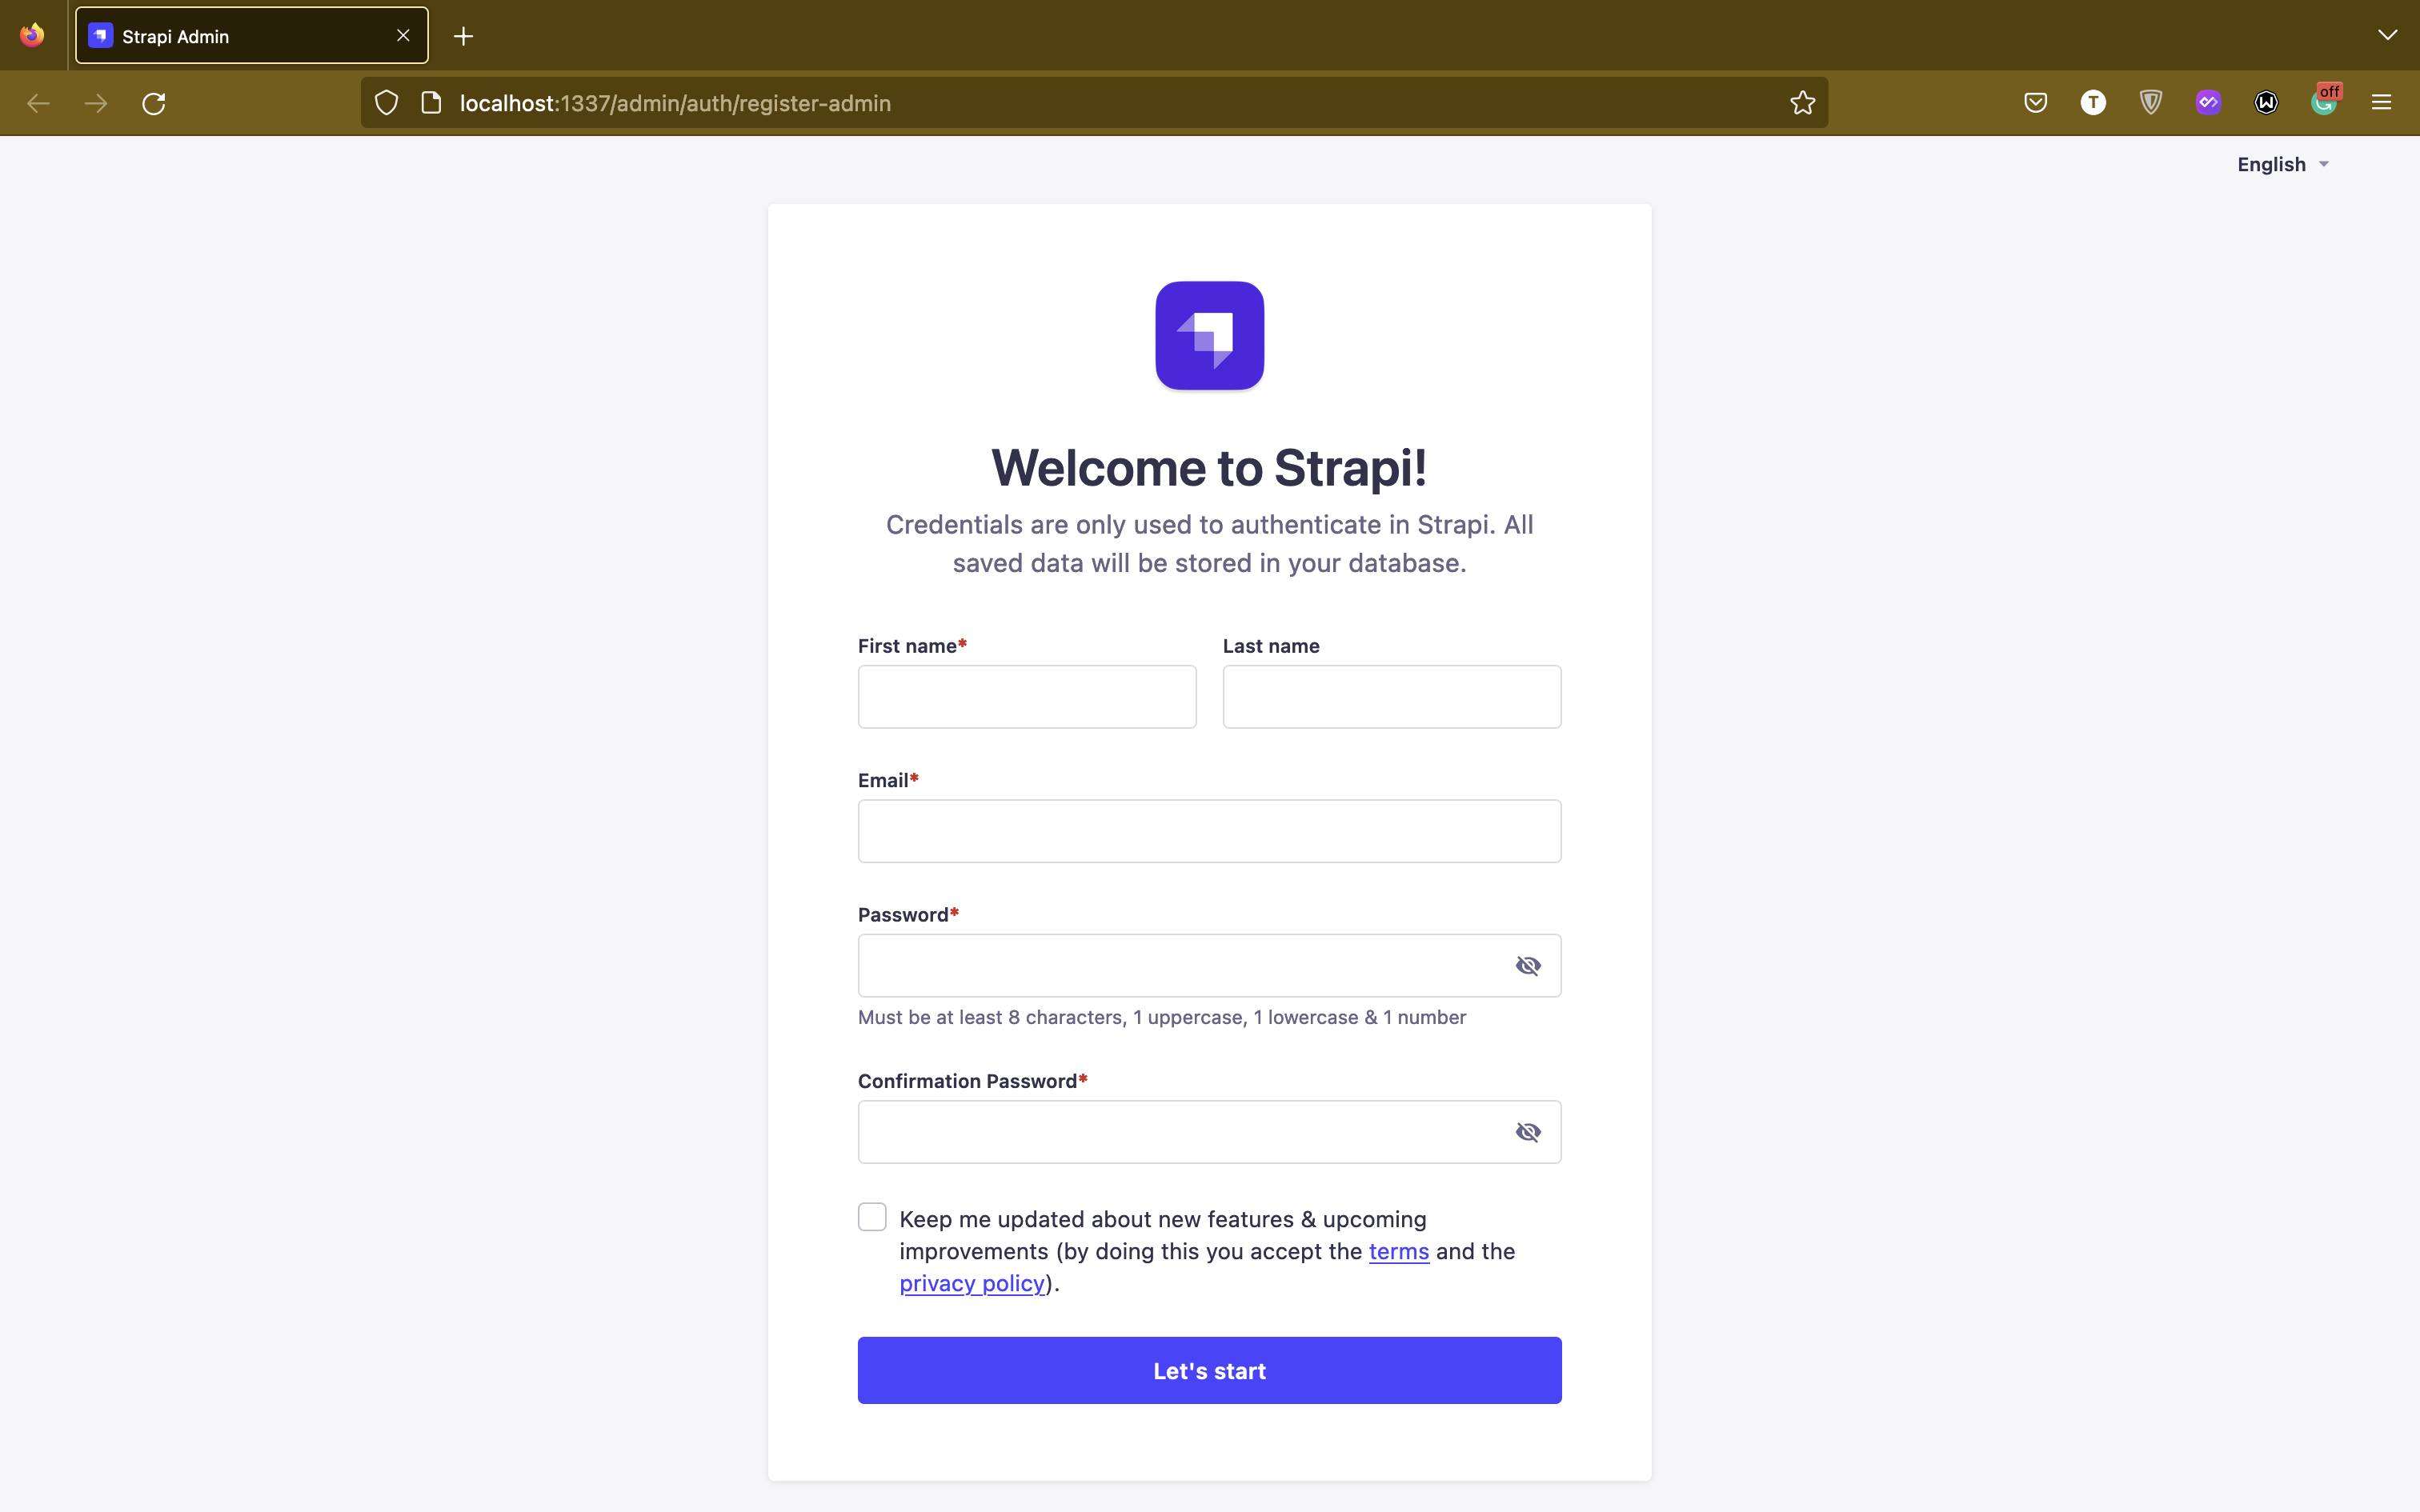 Strapi Admin
localhost:1337/admin/auth/register-admin
T
W
off
English
Welcome to Strapi!
Credentials are only used to authenticate in Strapi. All
saved data will be stored in your database.
First name*
Last name
Email*
Password*
Must be at least 8 characters, 1 uppercase, 1 lowercase & 1 number
Confirmation Password*
Keep me updated about new features & upcoming
improvements (by doing this you accept the terms and the
privacy policy).
Let's start